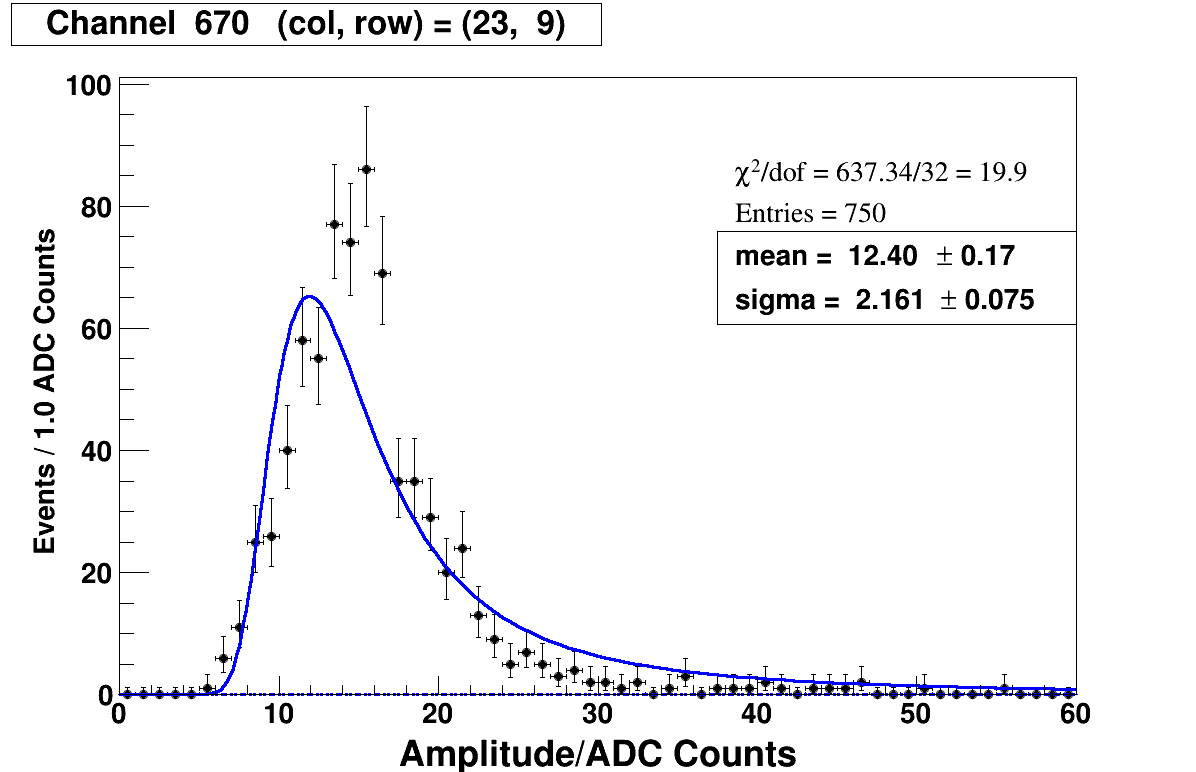 Channel 670 (col, row) = (23, 9)
100
80
60
40
20
0
Events / 1.0 ADC Counts
χ²/dof = 637.34/32 = 19.9
Entries = 750
mean = 12.40 ± 0.17
sigma = 2.161 ± 0.075
0 10 20 30 40 50 60
Amplitude/ADC Counts